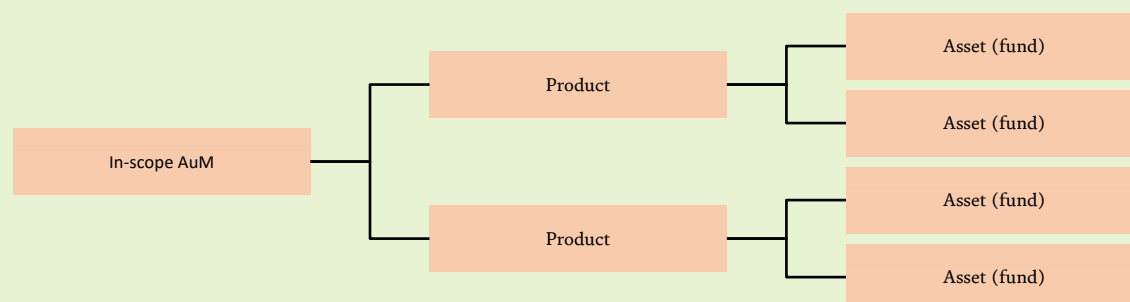 Asset (fund)
Product
Asset (fund)
In-scope AuM
Asset (fund)
Product
Asset (fund)